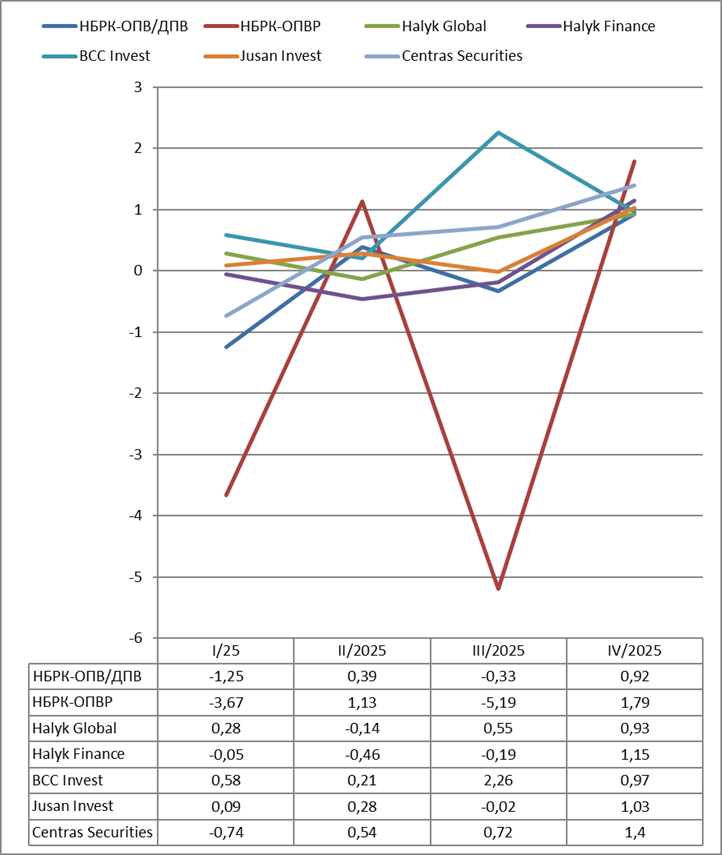 НБРК-ОПВ/ДПВ НБРК-ОПВР Halyk Global Halyk Finance
BCC Invest Jusan Invest Centras Securities
3
2
1
0
-1
-2
-3
-4
-5
-6
I/25 II/2025 III/2025 IV/2025
НБРК-ОПВ/ДПВ -1,25 0,39 -0,33 0,92
НБРК-ОПВР -3,67 1,13 -5,19 1,79
Halyk Global 0,28 -0,14 0,55 0,93
Halyk Finance -0,05 -0,46 -0,19 1,15
BCC Invest 0,58 0,21 2,26 0,97
Jusan Invest 0,09 0,28 -0,02 1,03
Centras Securities -0,74 0,54 0,72 1,4